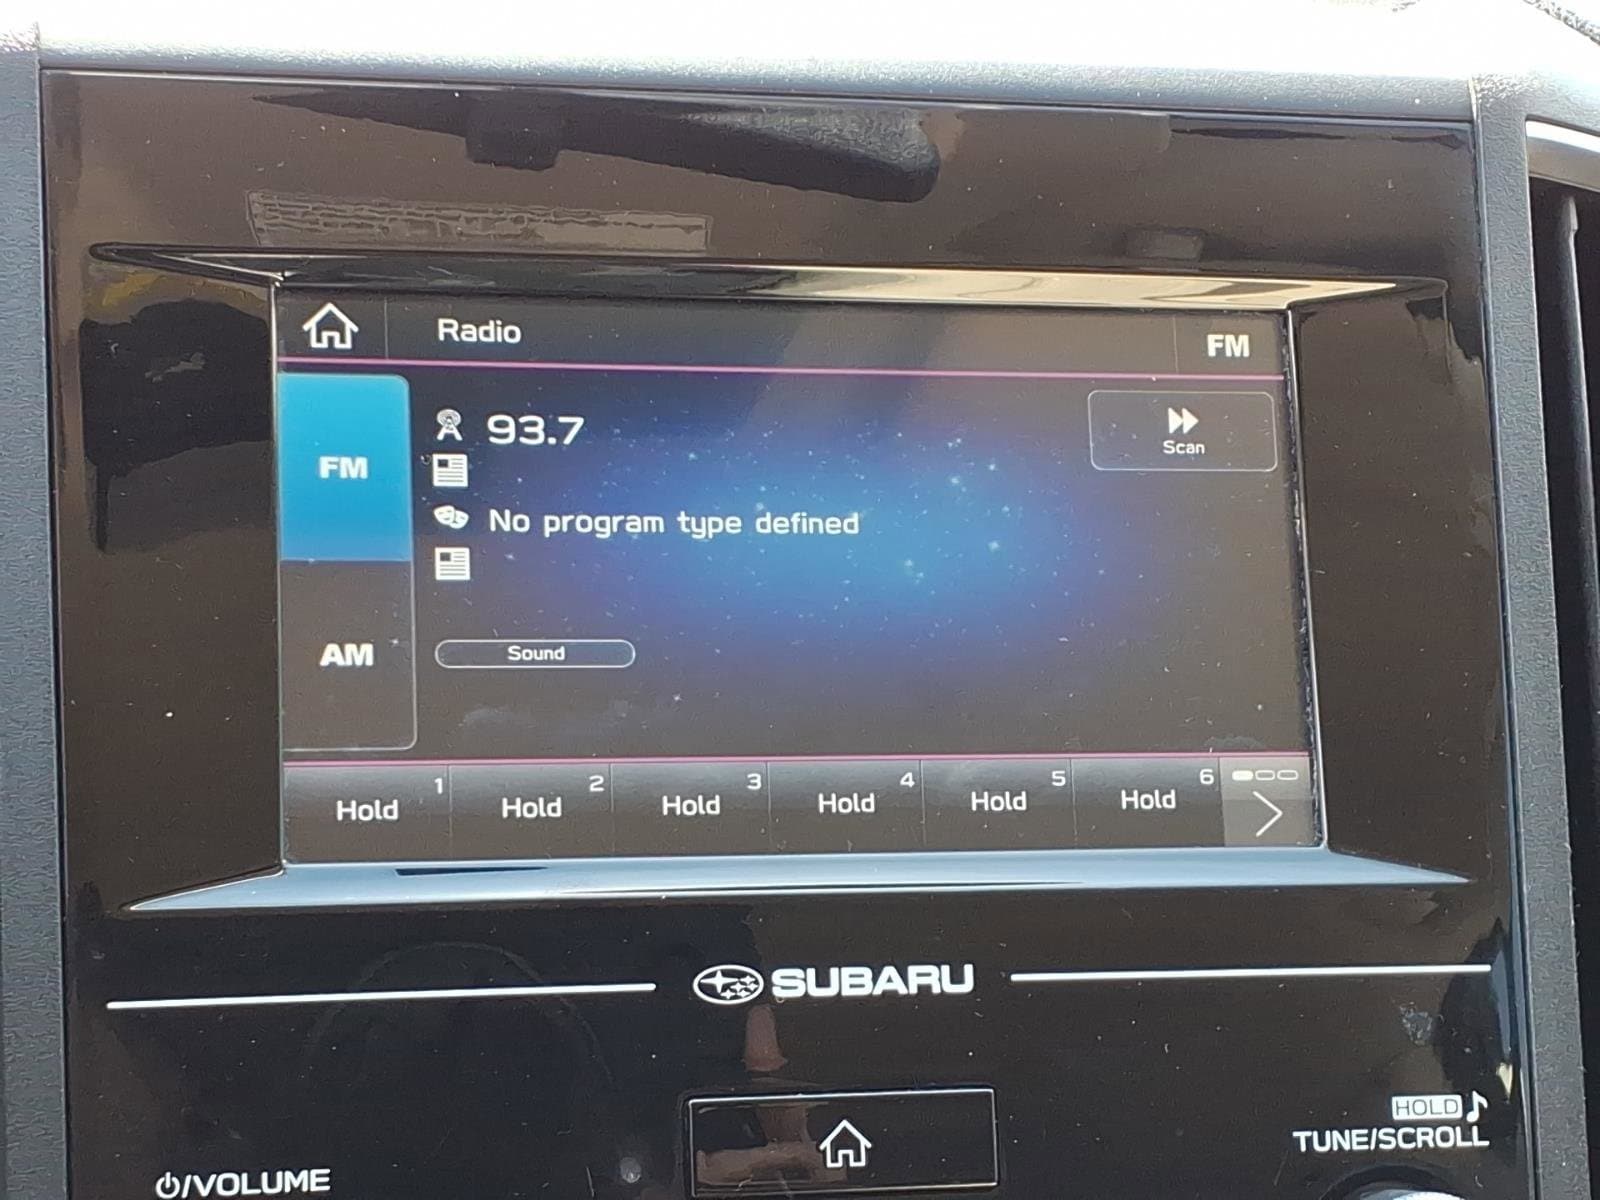 Radio
FM
FM
93.7
Scan
No program type defined
AM
Sound
1 2 3 4 5 6
Hold Hold Hold Hold Hold Hold
SUBARU
HOLD
TUNE/SCROLL
/VOLUME